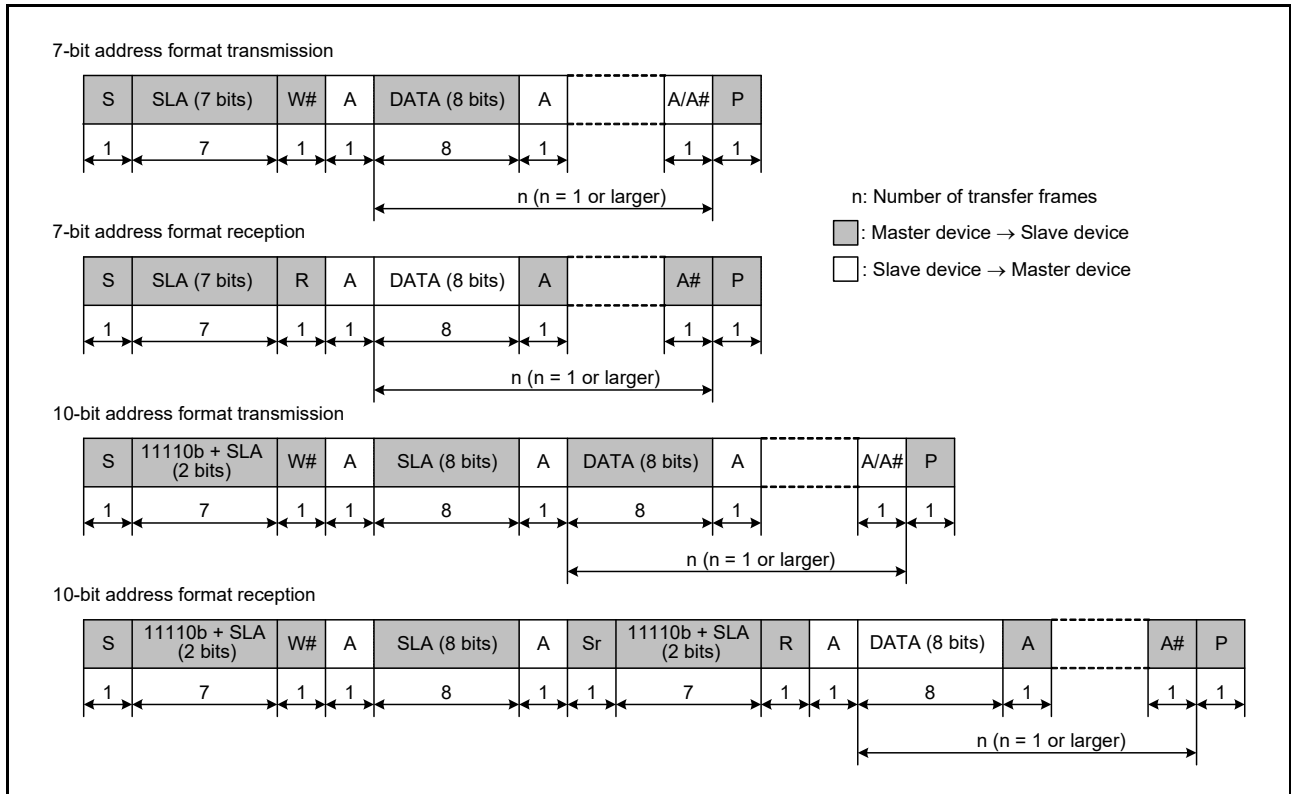 7-bit address format transmission
S SLA (7 bits) W# A DATA (8 bits) A A/A# P
1 7 1 1 8 1 1 1
n (n = 1 or larger)
n: Number of transfer frames
: Master device → Slave device
: Slave device → Master device
7-bit address format reception
S SLA (7 bits) R A DATA (8 bits) A A# P
1 7 1 1 8 1 1 1
n (n = 1 or larger)
10-bit address format transmission
S 11110b + SLA (2 bits) W# A SLA (8 bits) A DATA (8 bits) A A/A# P
1 7 1 1 8 1 8 1 1 1
n (n = 1 or larger)
10-bit address format reception
S 11110b + SLA (2 bits) W# A SLA (8 bits) A Sr 11110b + SLA (2 bits) R A DATA (8 bits) A A# P
1 7 1 1 8 1 1 7 1 1 8 1 1 1
n (n = 1 or larger)